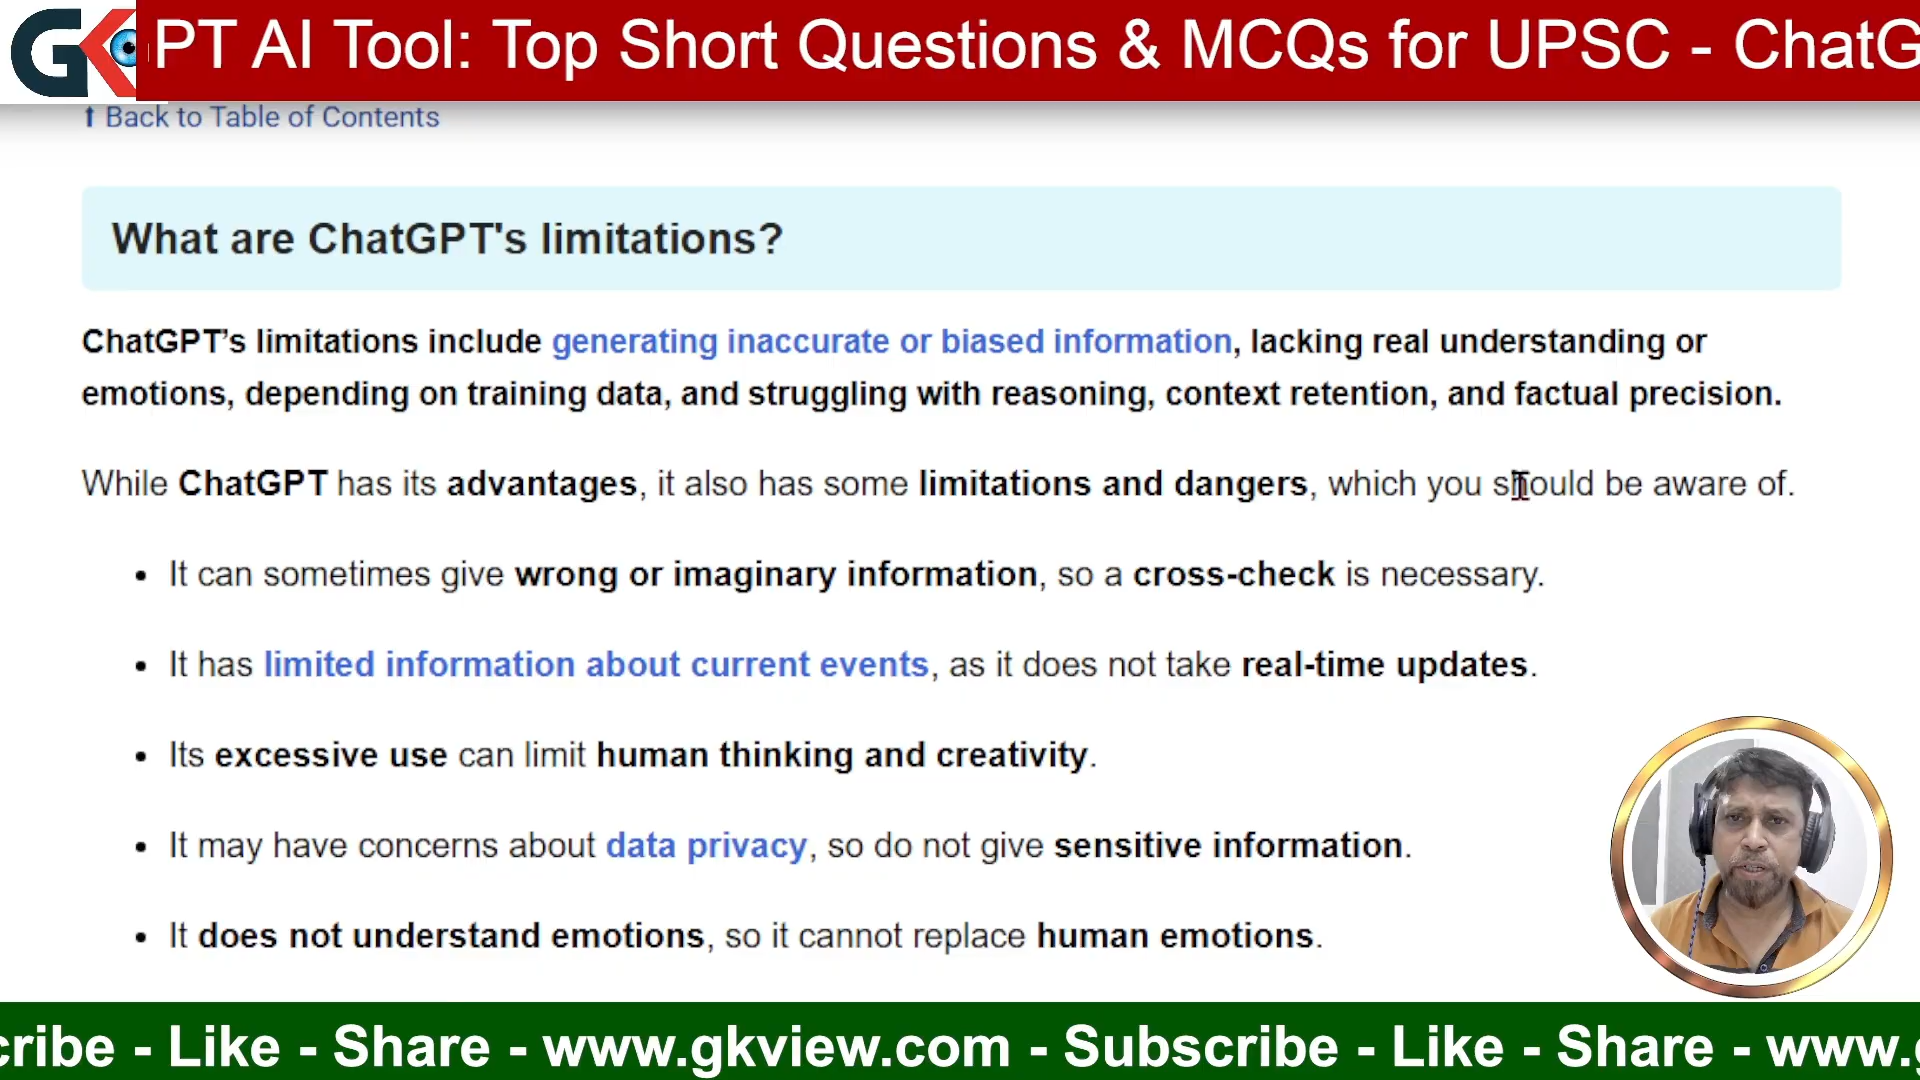 GK PT AI Tool: Top Short Questions & MCQs for UPSC - ChatG
⬆ Back to Table of Contents
What are ChatGPT's limitations?
ChatGPT’s limitations include generating inaccurate or biased information, lacking real understanding or
emotions, depending on training data, and struggling with reasoning, context retention, and factual precision.
While ChatGPT has its advantages, it also has some limitations and dangers, which you should be aware of.
• It can sometimes give wrong or imaginary information, so a cross-check is necessary.
• It has limited information about current events, as it does not take real-time updates.
• Its excessive use can limit human thinking and creativity.
• It may have concerns about data privacy, so do not give sensitive information.
• It does not understand emotions, so it cannot replace human emotions.
cribe - Like - Share - www.gkview.com - Subscribe - Like - Share - www.g